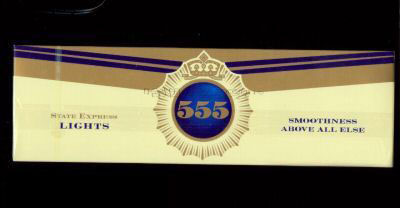 555
STATE EXPRESS
LIGHTS
SMOOTHNESS
ABOVE ALL ELSE